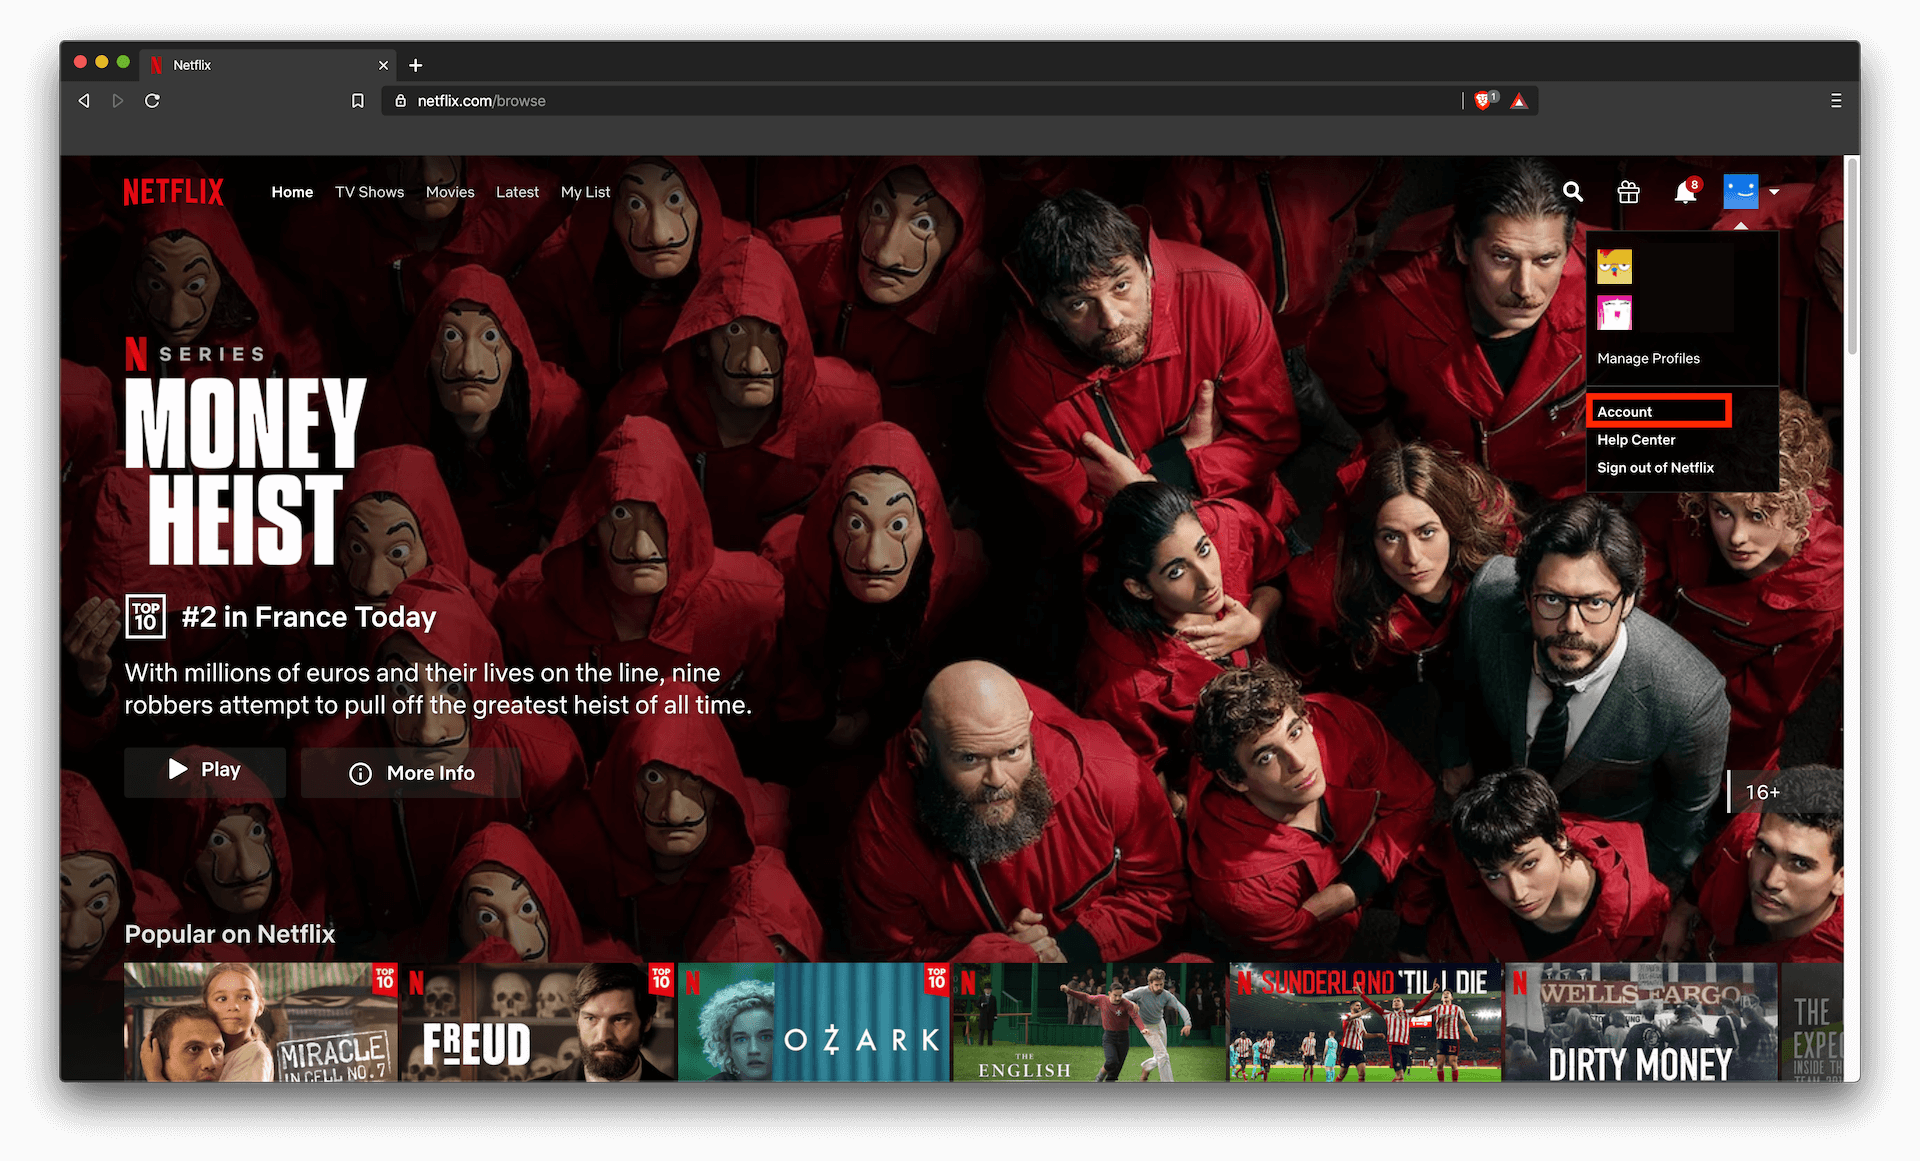 Netflix
netflix.com/browse
1
NETFLIX
Home
TV Shows
Movies
Latest
My List
8
Manage Profiles
Account
Help Center
Sign out of Netflix
N SERIES
MONEY
HEIST
TOP
10
#2 in France Today
With millions of euros and their lives on the line, nine
robbers attempt to pull off the greatest heist of all time.
Play
More Info
16+
Popular on Netflix
TOP
10
MIRACLE
IN CELL NO.7
N
TOP
10
FREUD
N
TOP
10
OZARK
N
THE
ENGLISH
N
SUNDERLAND 'TIL I DIE
N
WELLS FARGO
DIRTY MONEY
THE
EXPE
INSIDE TH